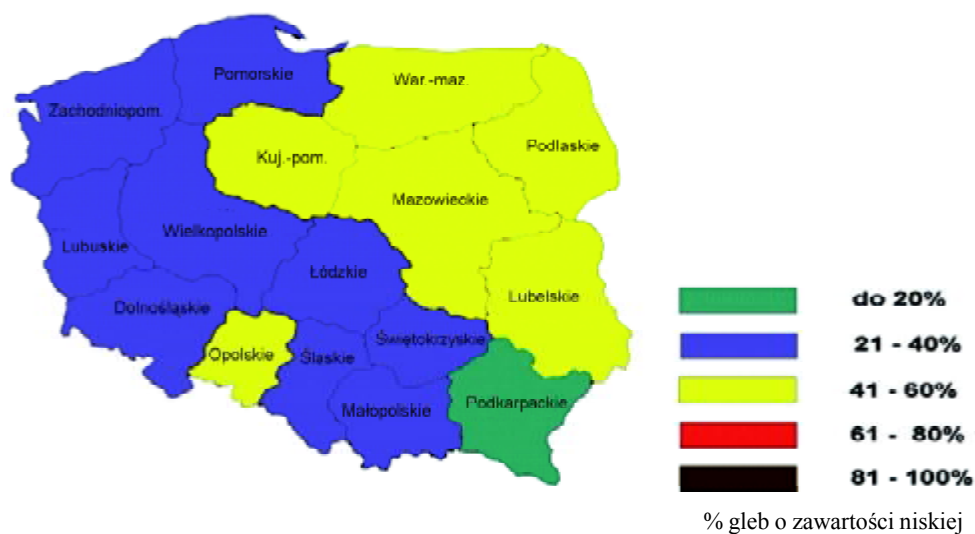 Pomorskie
War.-maz.
Zachodniopom.
Podlaskie
Kuj.-pom.
Mazowieckie
Wielkopolskie
Lubuskie
Łódzkie
Lubelskie
Dolnośląskie
Świętokrzyskie
Opolskie
Ślaskie
Podkarpackie
Małopolskie
do 20%
21 - 40%
41 - 60%
61 - 80%
81 - 100%
% gleb o zawartości niskiej